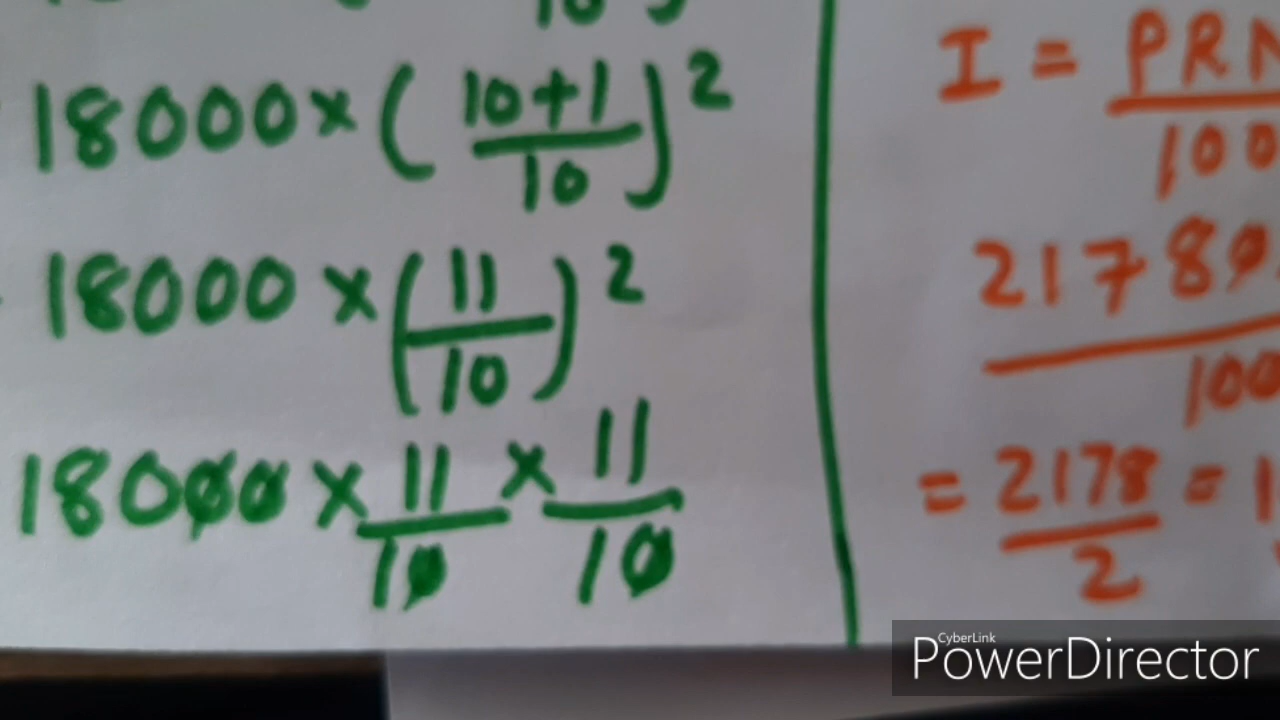 18000 × ( 10+1 / 10 )²
18000 × ( 11 / 10 )²
18000 × 11 / 10 × 11 / 10
I = PRN / 100
2178
100
= 2178 / 2 =
CyberLink
PowerDirector